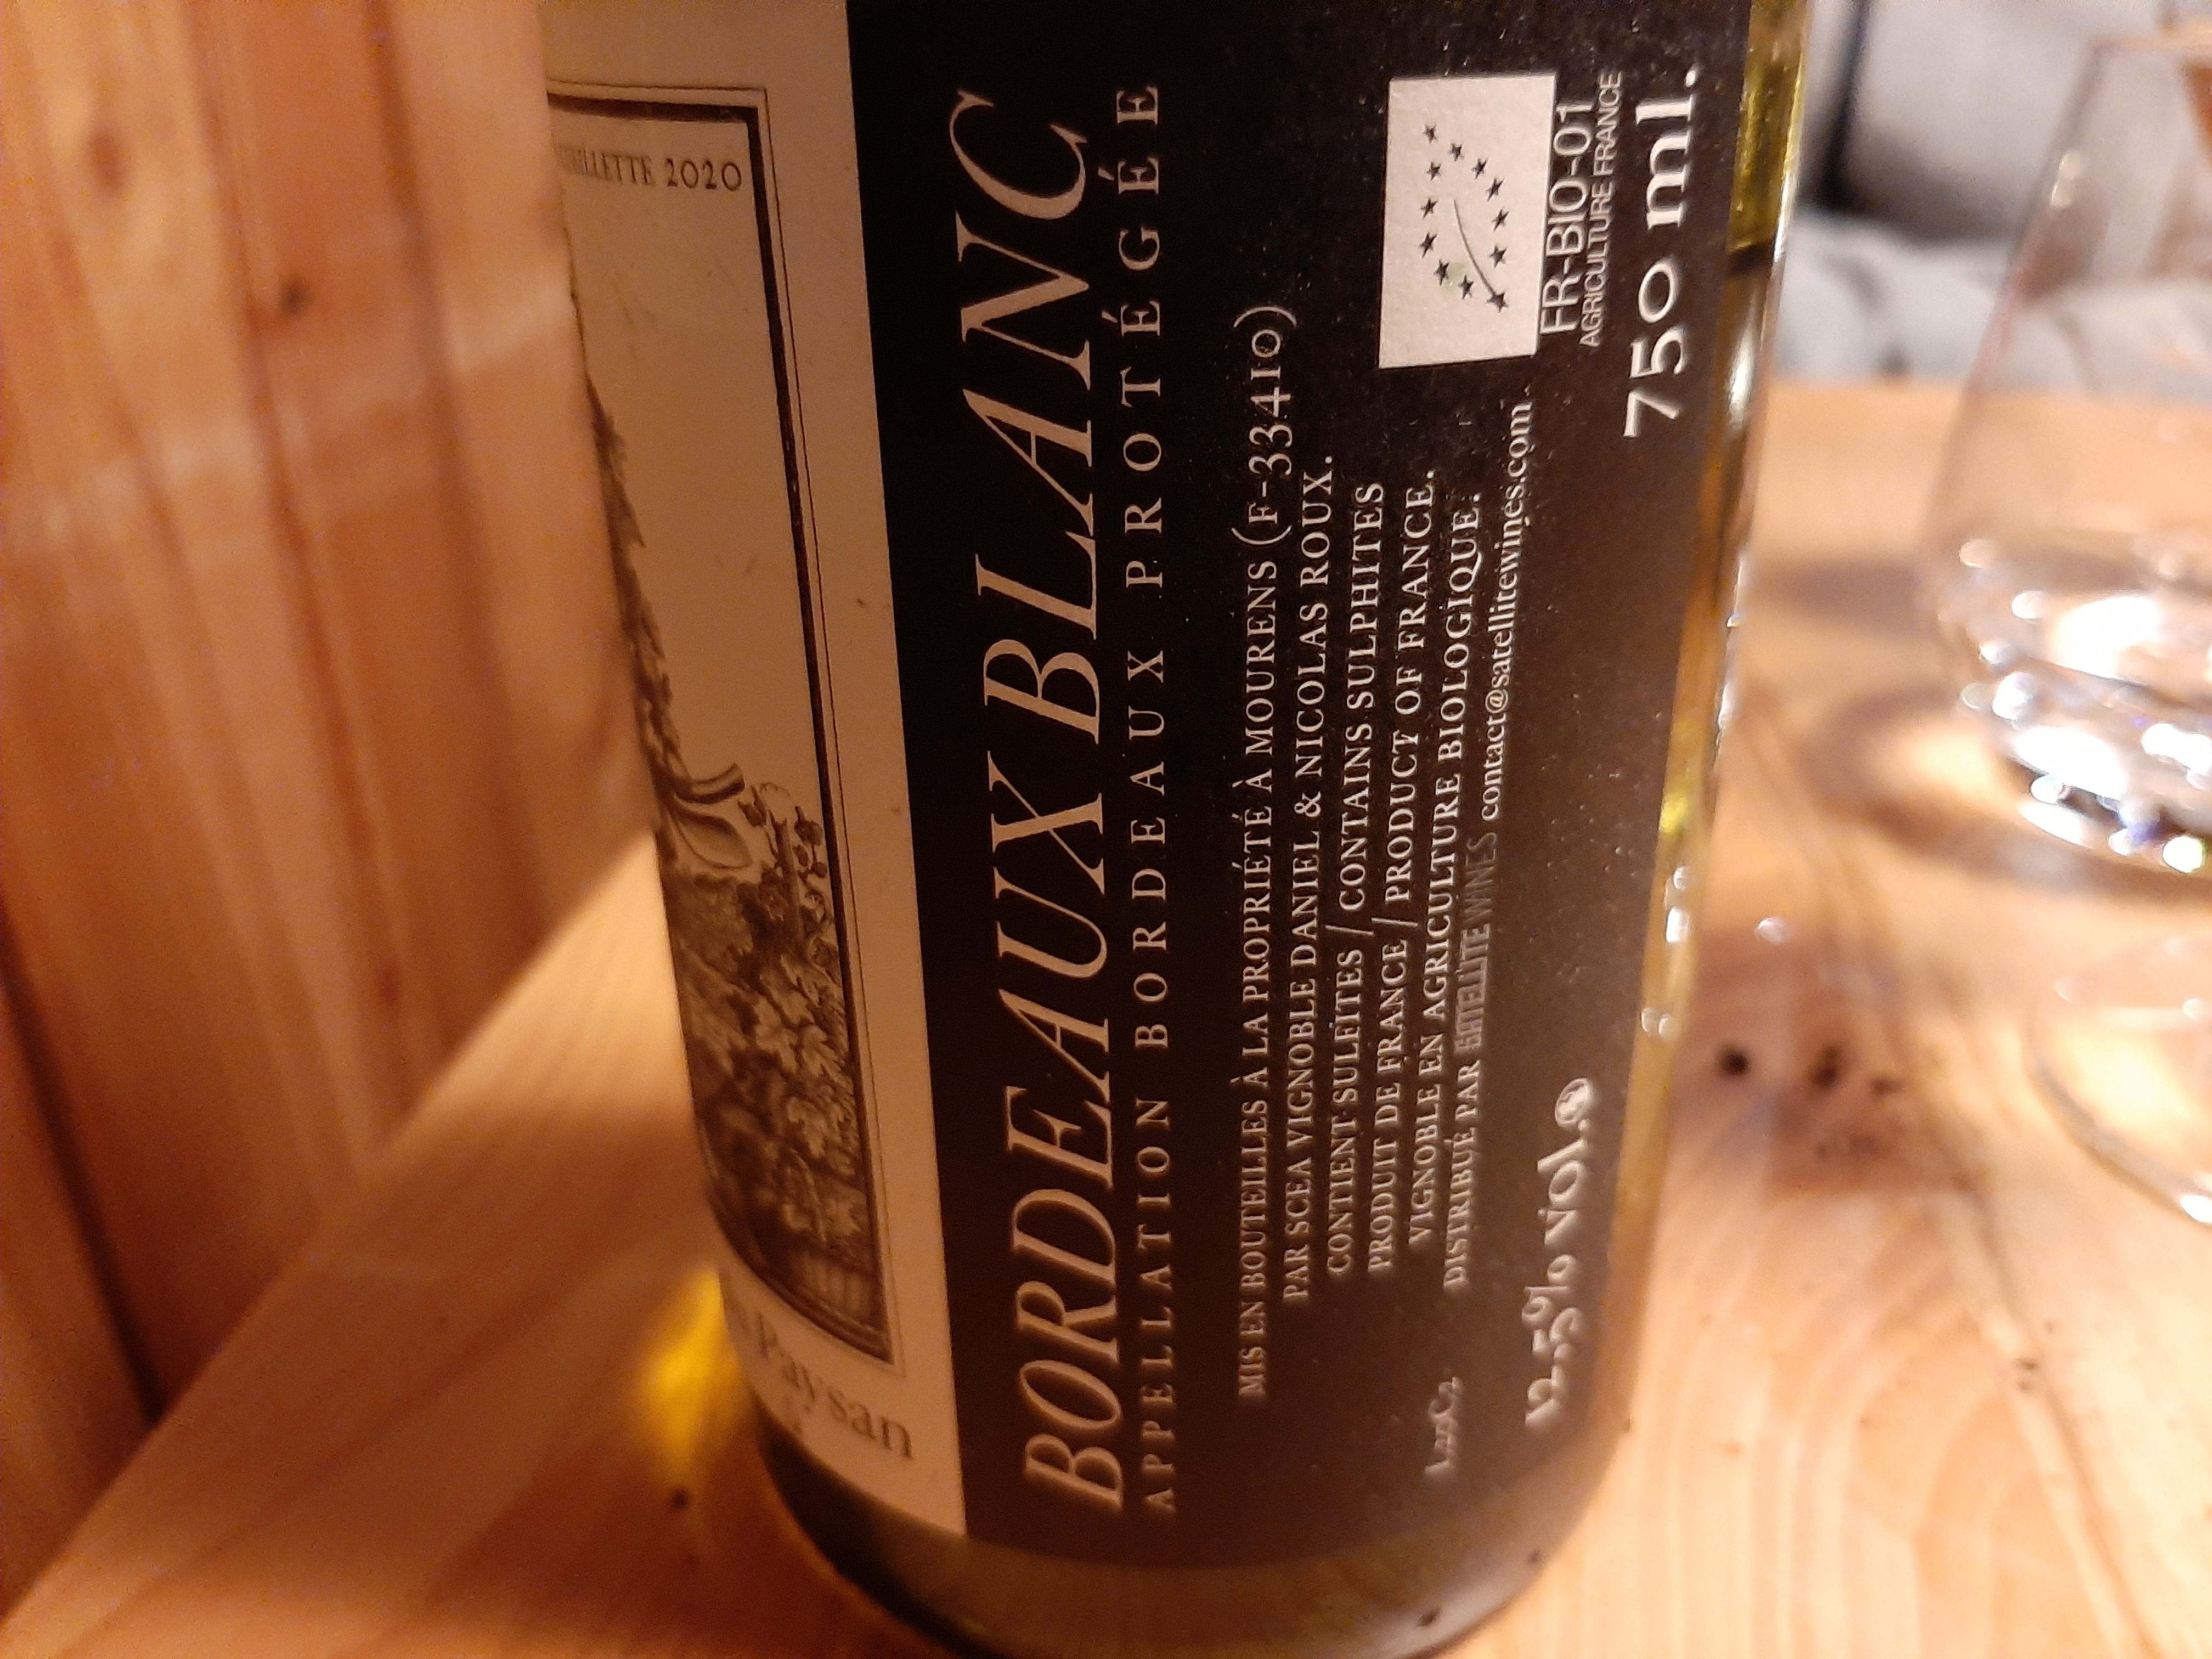 2020
Paysan
BORDEAUX BLANC
APPELLATION BORDEAUX PROTÉGÉE
MIS EN BOUTEILLES À LA PROPRIÉTÉ À MOURENS (F-33410)
PAR SCEA VIGNOBLE DANIEL & NICOLAS ROUX.
CONTIENT SULFITES / CONTAINS SULPHITES
PRODUIT DE FRANCE / PRODUCT OF FRANCE.
VIGNOBLE EN AGRICULTURE BIOLOGIQUE.
DISTRIBUÉ PAR SATELLITE WINES contact@satellitewines.com
12.5% vol.
FR-BIO-01
AGRICULTURE FRANCE
750 ml.